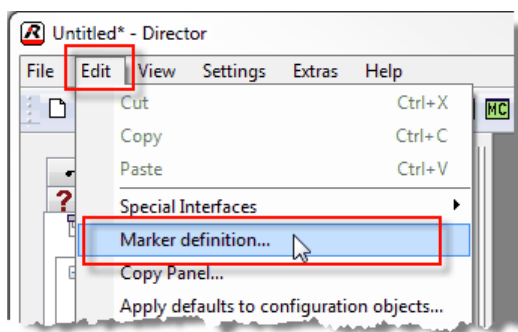 Untitled* - Director
File Edit View Settings Extras Help
MC
Cut Ctrl+X
Copy Ctrl+C
Paste Ctrl+V
Special Interfaces
Marker definition...
Copy Panel...
Apply defaults to configuration objects...